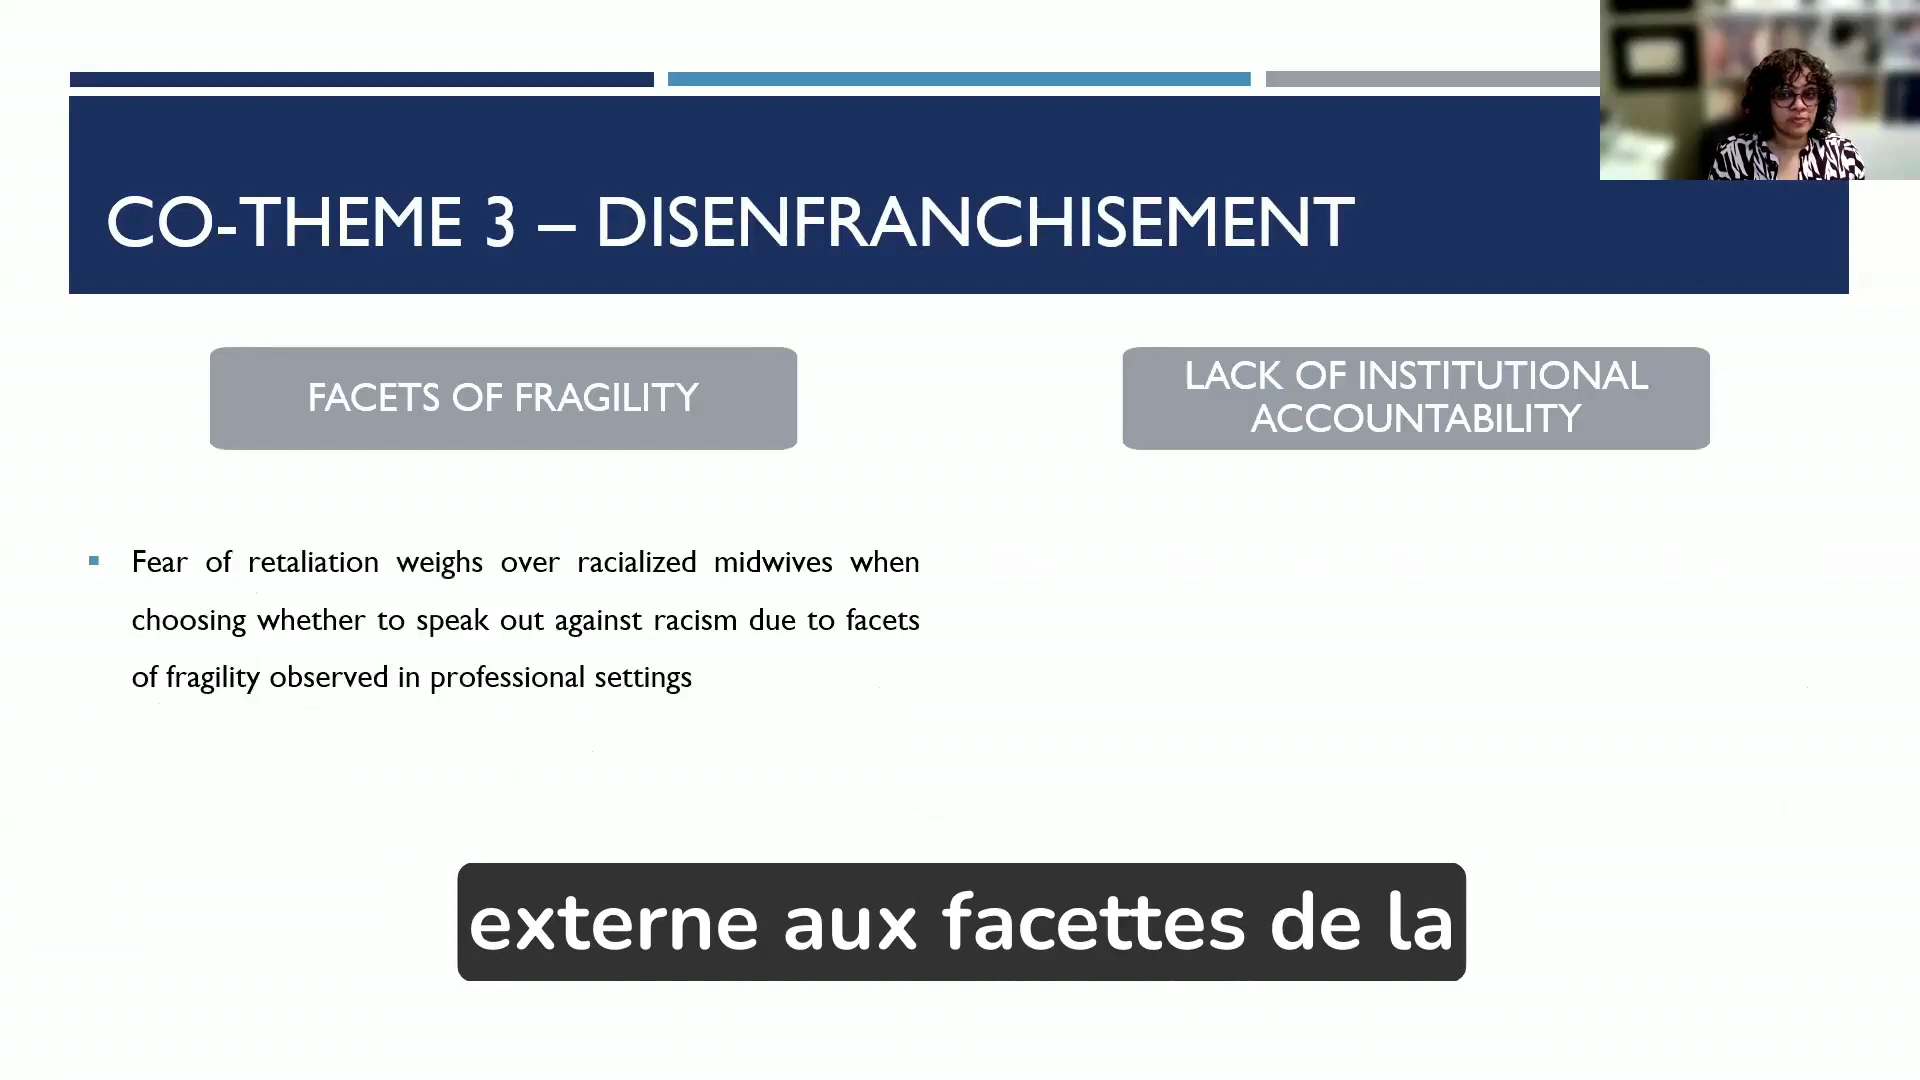 CO-THEME 3 – DISENFRANCHISEMENT
FACETS OF FRAGILITY
LACK OF INSTITUTIONAL
ACCOUNTABILITY
▪ Fear of retaliation weighs over racialized midwives when
choosing whether to speak out against racism due to facets
of fragility observed in professional settings
externe aux facettes de la